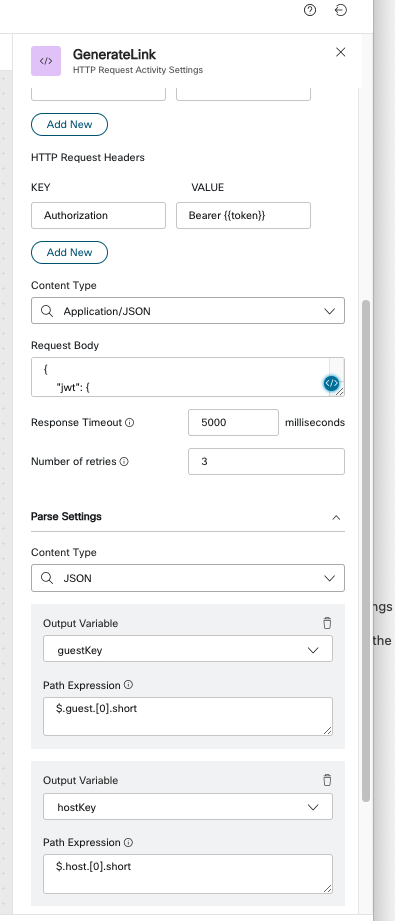 GenerateLink
HTTP Request Activity Settings
Add New
HTTP Request Headers
KEY VALUE
Authorization Bearer {{token}}
Add New
Content Type
Application/JSON
Request Body
{
"jwt": {
</>
Response Timeout 5000 milliseconds
Number of retries 3
Parse Settings
Content Type
JSON
ngs
Output Variable
the
guestKey
Path Expression
$.guest.[0].short
Output Variable
hostKey
Path Expression
$.host.[0].short